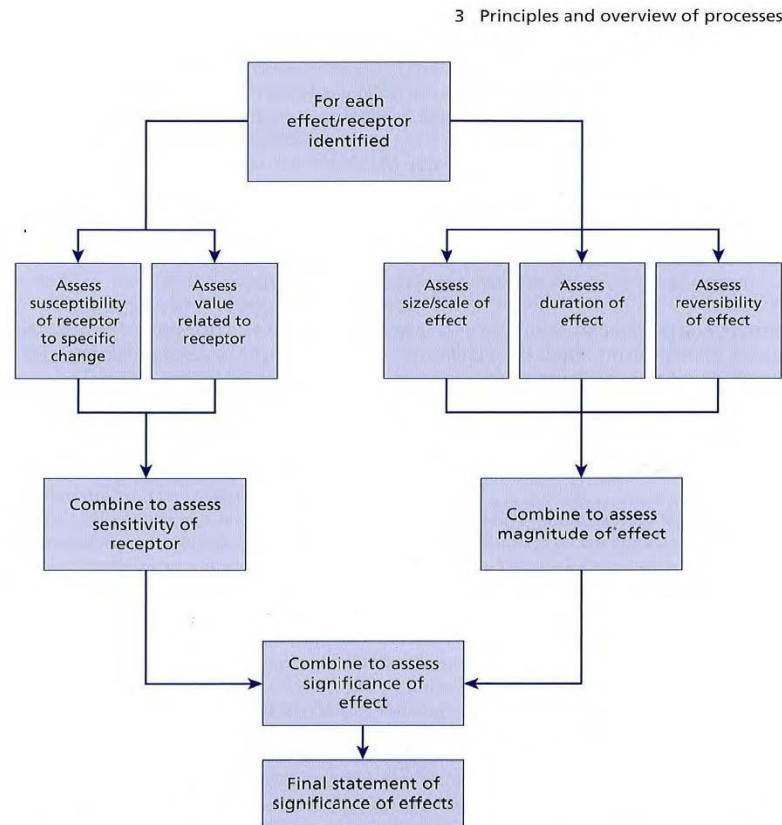 3 Principles and overview of processes
For each
effect/receptor
identified
Assess
susceptibility
of receptor
to specific
change
Assess
value
related to
receptor
Assess
size/scale of
effect
Assess
duration of
effect
Assess
reversibility
of effect
Combine to assess
sensitivity of
receptor
Combine to assess
magnitude of effect
Combine to assess
significance of
effect
Final statement of
significance of effects